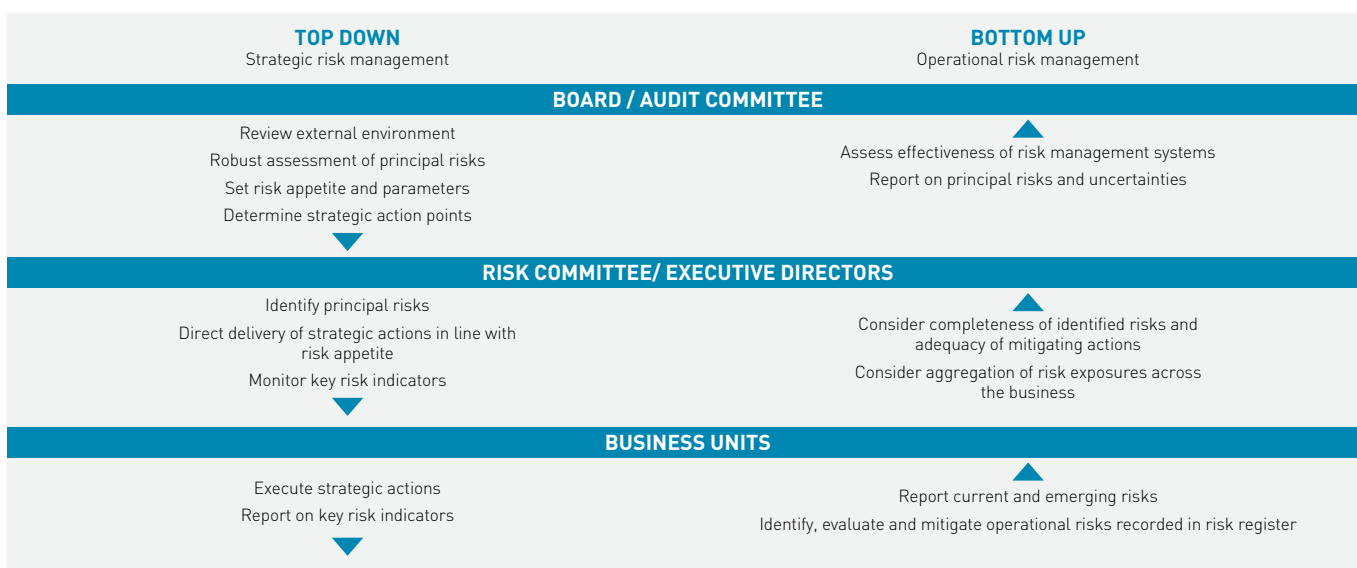 TOP DOWN
Strategic risk management
BOTTOM UP
Operational risk management
BOARD / AUDIT COMMITTEE
Review external environment
Robust assessment of principal risks
Set risk appetite and parameters
Determine strategic action points
Assess effectiveness of risk management systems
Report on principal risks and uncertainties
RISK COMMITTEE/ EXECUTIVE DIRECTORS
Identify principal risks
Direct delivery of strategic actions in line with
risk appetite
Monitor key risk indicators
Consider completeness of identified risks and
adequacy of mitigating actions
Consider aggregation of risk exposures across
the business
BUSINESS UNITS
Execute strategic actions
Report on key risk indicators
Report current and emerging risks
Identify, evaluate and mitigate operational risks recorded in risk register